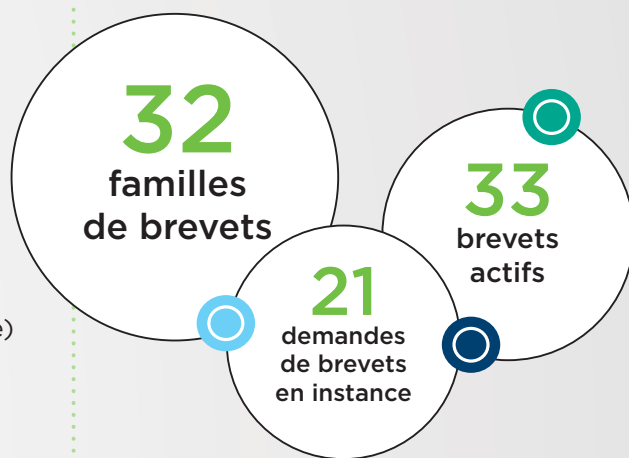 32
familles
de brevets
33
brevets
actifs
21
demandes
de brevets
en instance